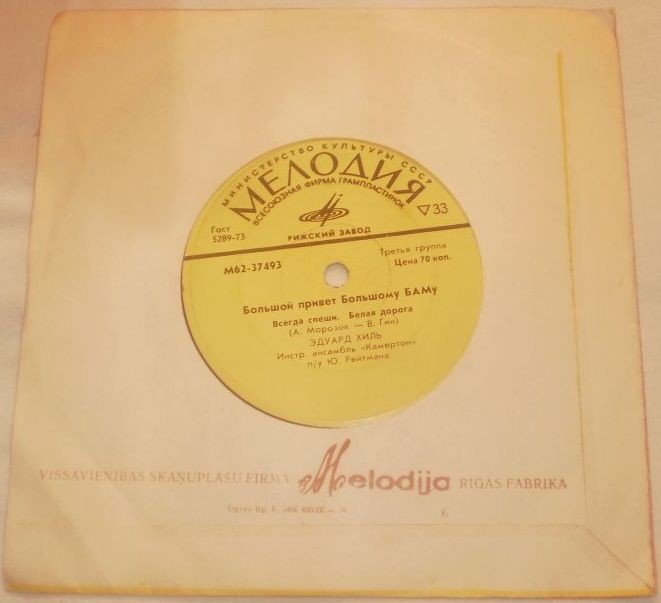 МИНИСТЕРСТВО КУЛЬТУРЫ СССР
МЕЛОДИЯ
ВСЕСОЮЗНАЯ ФИРМА ГРАМПЛАСТИНОК
Гост
5289-73
▽33
РИЖСКИЙ ЗАВОД
М62-37493
Третья группа
Цена 70 коп.
Большой привет Большому БАМу
Всегда спеши. Белая дорога
(А. Морозов — В. Гин)
ЭДУАРД ХИЛЬ
Инстр. ансамбль «Камертон»
п/у Ю. Рейтмана
VISSAVIENĪBAS SKAŅUPLAŠU FIRMA Melodija RĪGAS FABRIKA